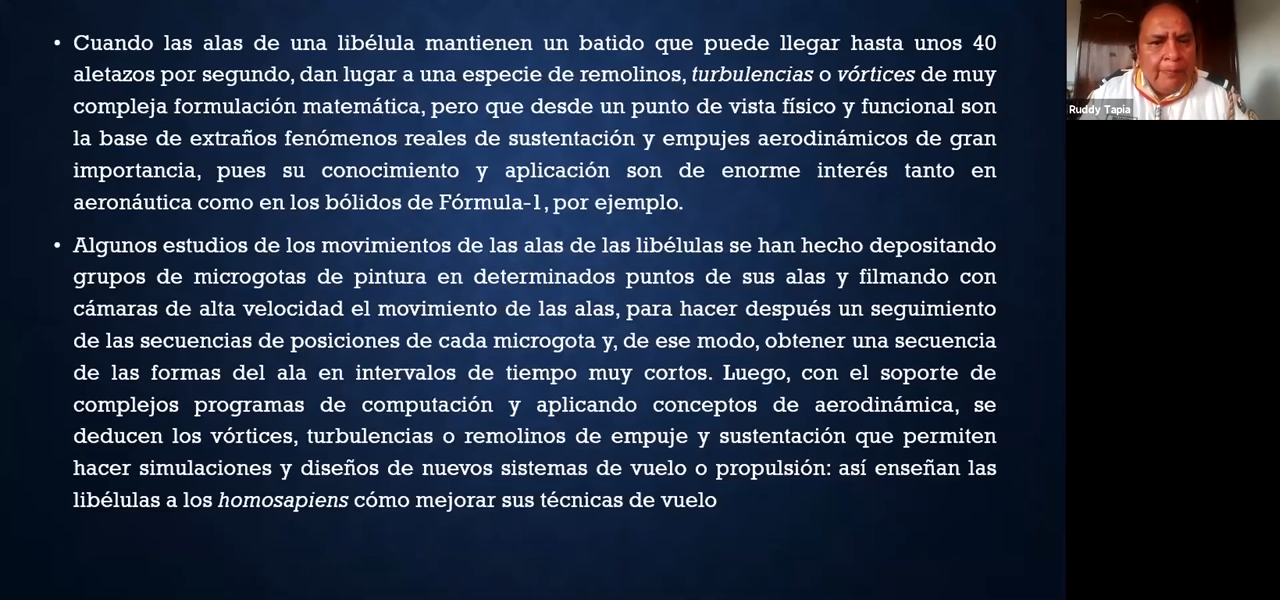 • Cuando las alas de una libélula mantienen un batido que puede llegar hasta unos 40
aletazos por segundo, dan lugar a una especie de remolinos, turbulencias o vórtices de muy
compleja formulación matemática, pero que desde un punto de vista físico y funcional son
la base de extraños fenómenos reales de sustentación y empujes aerodinámicos de gran
importancia, pues su conocimiento y aplicación son de enorme interés tanto en
aeronáutica como en los bólidos de Fórmula-1, por ejemplo.
• Algunos estudios de los movimientos de las alas de las libélulas se han hecho depositando
grupos de microgotas de pintura en determinados puntos de sus alas y filmando con
cámaras de alta velocidad el movimiento de las alas, para hacer después un seguimiento
de las secuencias de posiciones de cada microgota y, de ese modo, obtener una secuencia
de las formas del ala en intervalos de tiempo muy cortos. Luego, con el soporte de
complejos programas de computación y aplicando conceptos de aerodinámica, se
deducen los vórtices, turbulencias o remolinos de empuje y sustentación que permiten
hacer simulaciones y diseños de nuevos sistemas de vuelo o propulsión: así enseñan las
libélulas a los homosapiens cómo mejorar sus técnicas de vuelo
Ruddy Tapia